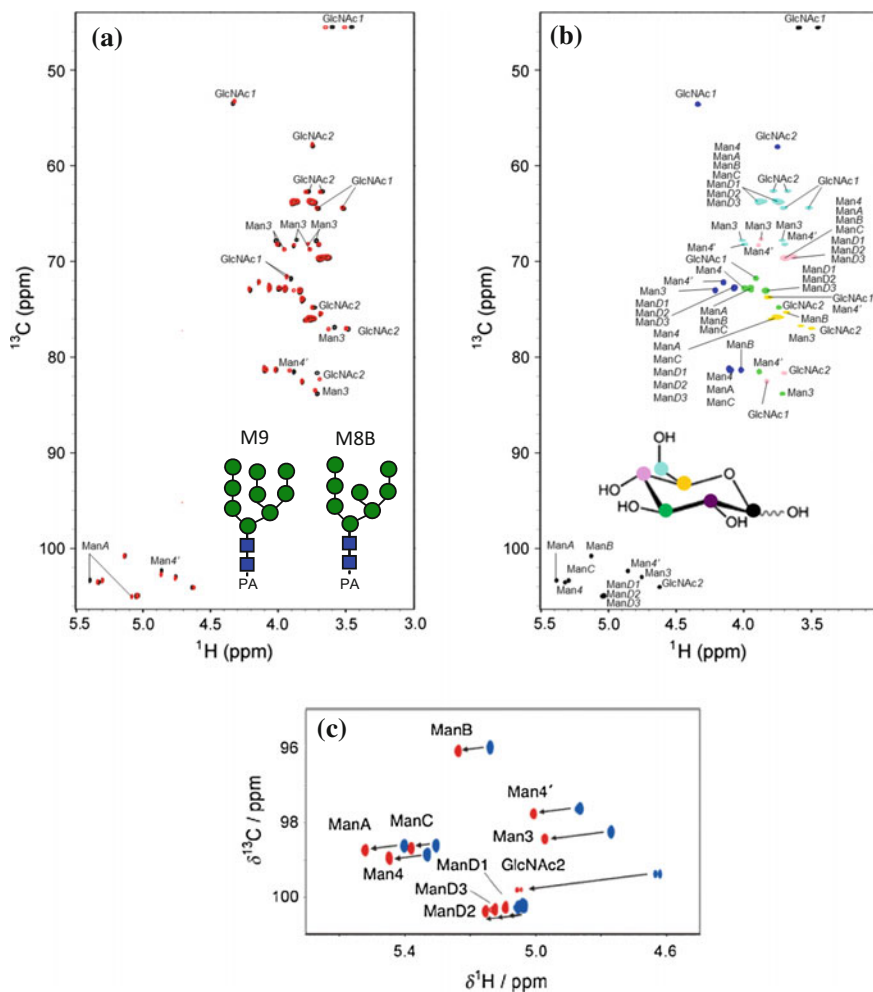 (a)
GlcNAc1
GlcNAc1
GlcNAc2
GlcNAc2
GlcNAc1
Man3
Man3
Man3
GlcNAc1
GlcNAc2
Man3
GlcNAc2
Man4'
GlcNAc2
Man3
M9
M8B
PA
PA
ManA
Man4'
50
60
70
80
90
100
13C (ppm)
5.5
5.0
4.5
4.0
3.5
3.0
1H (ppm)
(b)
GlcNAc1
GlcNAc1
GlcNAc2
Man4
ManA
ManB
ManC
ManD1
ManD2
ManD3
GlcNAc2
GlcNAc1
Man3
Man3
Man3
Man4'
Man4'
Man4'
Man4
ManA
ManB
ManC
ManD1
ManD2
ManD3
GlcNAc1
Man4'
Man4
Man3
ManD1
ManD2
ManD3
ManA
ManB
ManC
ManD1
ManD2
ManD3
GlcNAc1
Man4'
GlcNAc2
ManB
Man3
GlcNAc2
Man4
ManA
ManC
ManD1
ManD2
ManD3
ManB
Man4
ManA
ManC
Man4'
GlcNAc2
Man3
GlcNAc1
OH
HO
O
HO
OH
OH
ManA
ManB
ManC
Man4
Man4'
Man3
ManD1
ManD2
ManD3
GlcNAc2
50
60
70
80
90
100
13C (ppm)
5.5
5.0
4.5
4.0
3.5
1H (ppm)
(c)
ManB
Man4´
ManA
ManC
Man3
Man4
ManD1
GlcNAc2
ManD3
ManD2
96
98
100
δ13C / ppm
5.4
5.0
4.6
δ1H / ppm